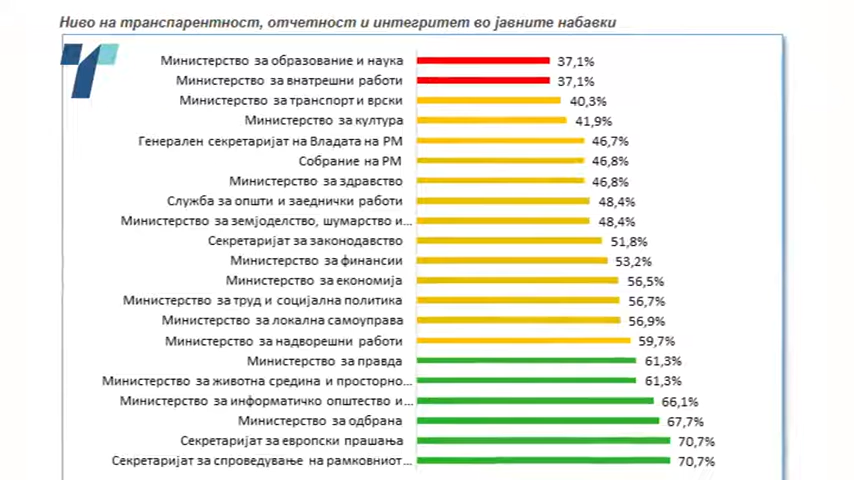 Ниво на транспарентност, отчетност и интегритет во јавните набавки
Министерство за образование и наука 37,1%
Министерство за внатрешни работи 37,1%
Министерство за транспорт и врски 40,3%
Министерство за култура 41,9%
Генерален секретаријат на Владата на РМ 46,7%
Собрание на РМ 46,8%
Министерство за здравство 46,8%
Служба за општи и заеднички работи 48,4%
Министерство за земјоделство, шумарство и... 48,4%
Секретаријат за законодавство 51,8%
Министерство за финансии 53,2%
Министерство за економија 56,5%
Министерство за труд и социјална политика 56,7%
Министерство за локална самоуправа 56,9%
Министерство за надворешни работи 59,7%
Министерство за правда 61,3%
Министерство за животна средина и просторно... 61,3%
Министерство за информатичко општество и... 66,1%
Министерство за одбрана 67,7%
Секретаријат за европски прашања 70,7%
Секретаријат за спроведување на рамковниот... 70,7%